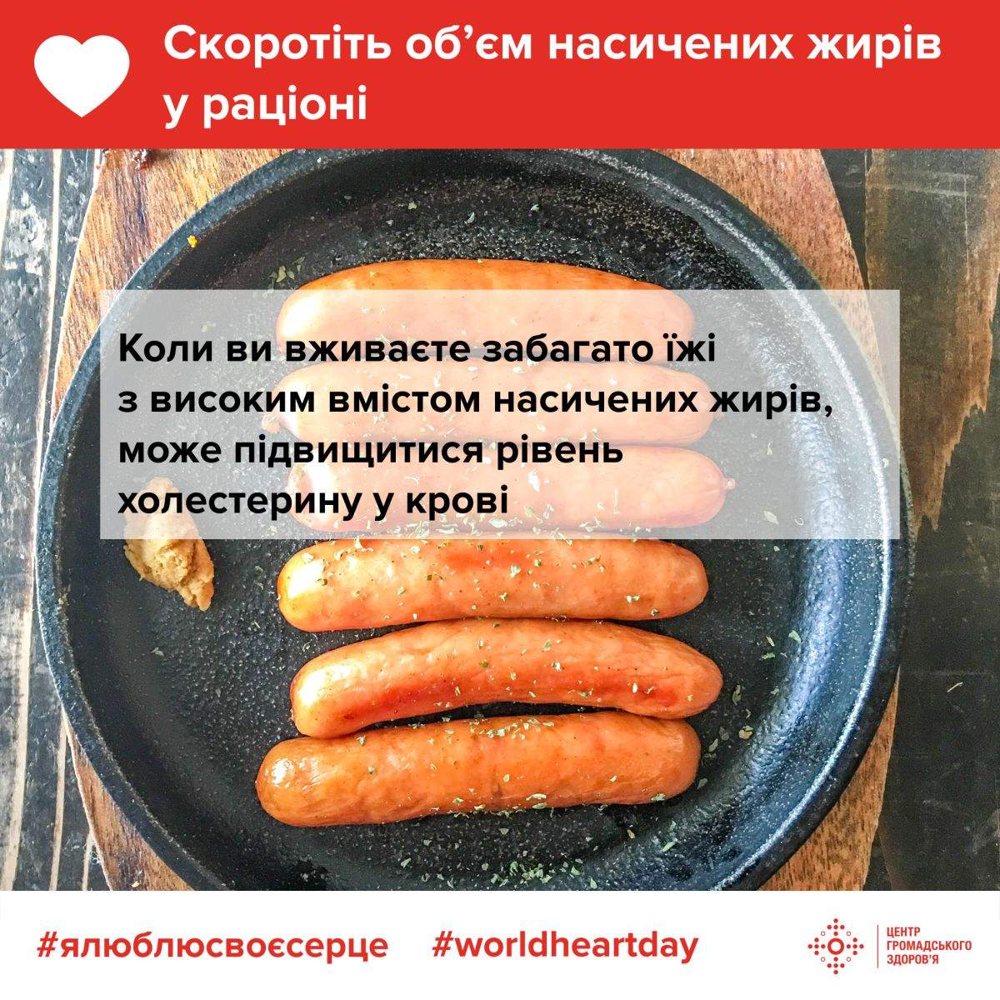 Скоротіть об’єм насичених жирів
у раціоні
Коли ви вживаєте забагато їжі
з високим вмістом насичених жирів,
може підвищитися рівень
холестерину у крові
#ялюблюсвоєсерце #worldheartday
ЦЕНТР
ГРОМАДСЬКОГО
ЗДОРОВ'Я